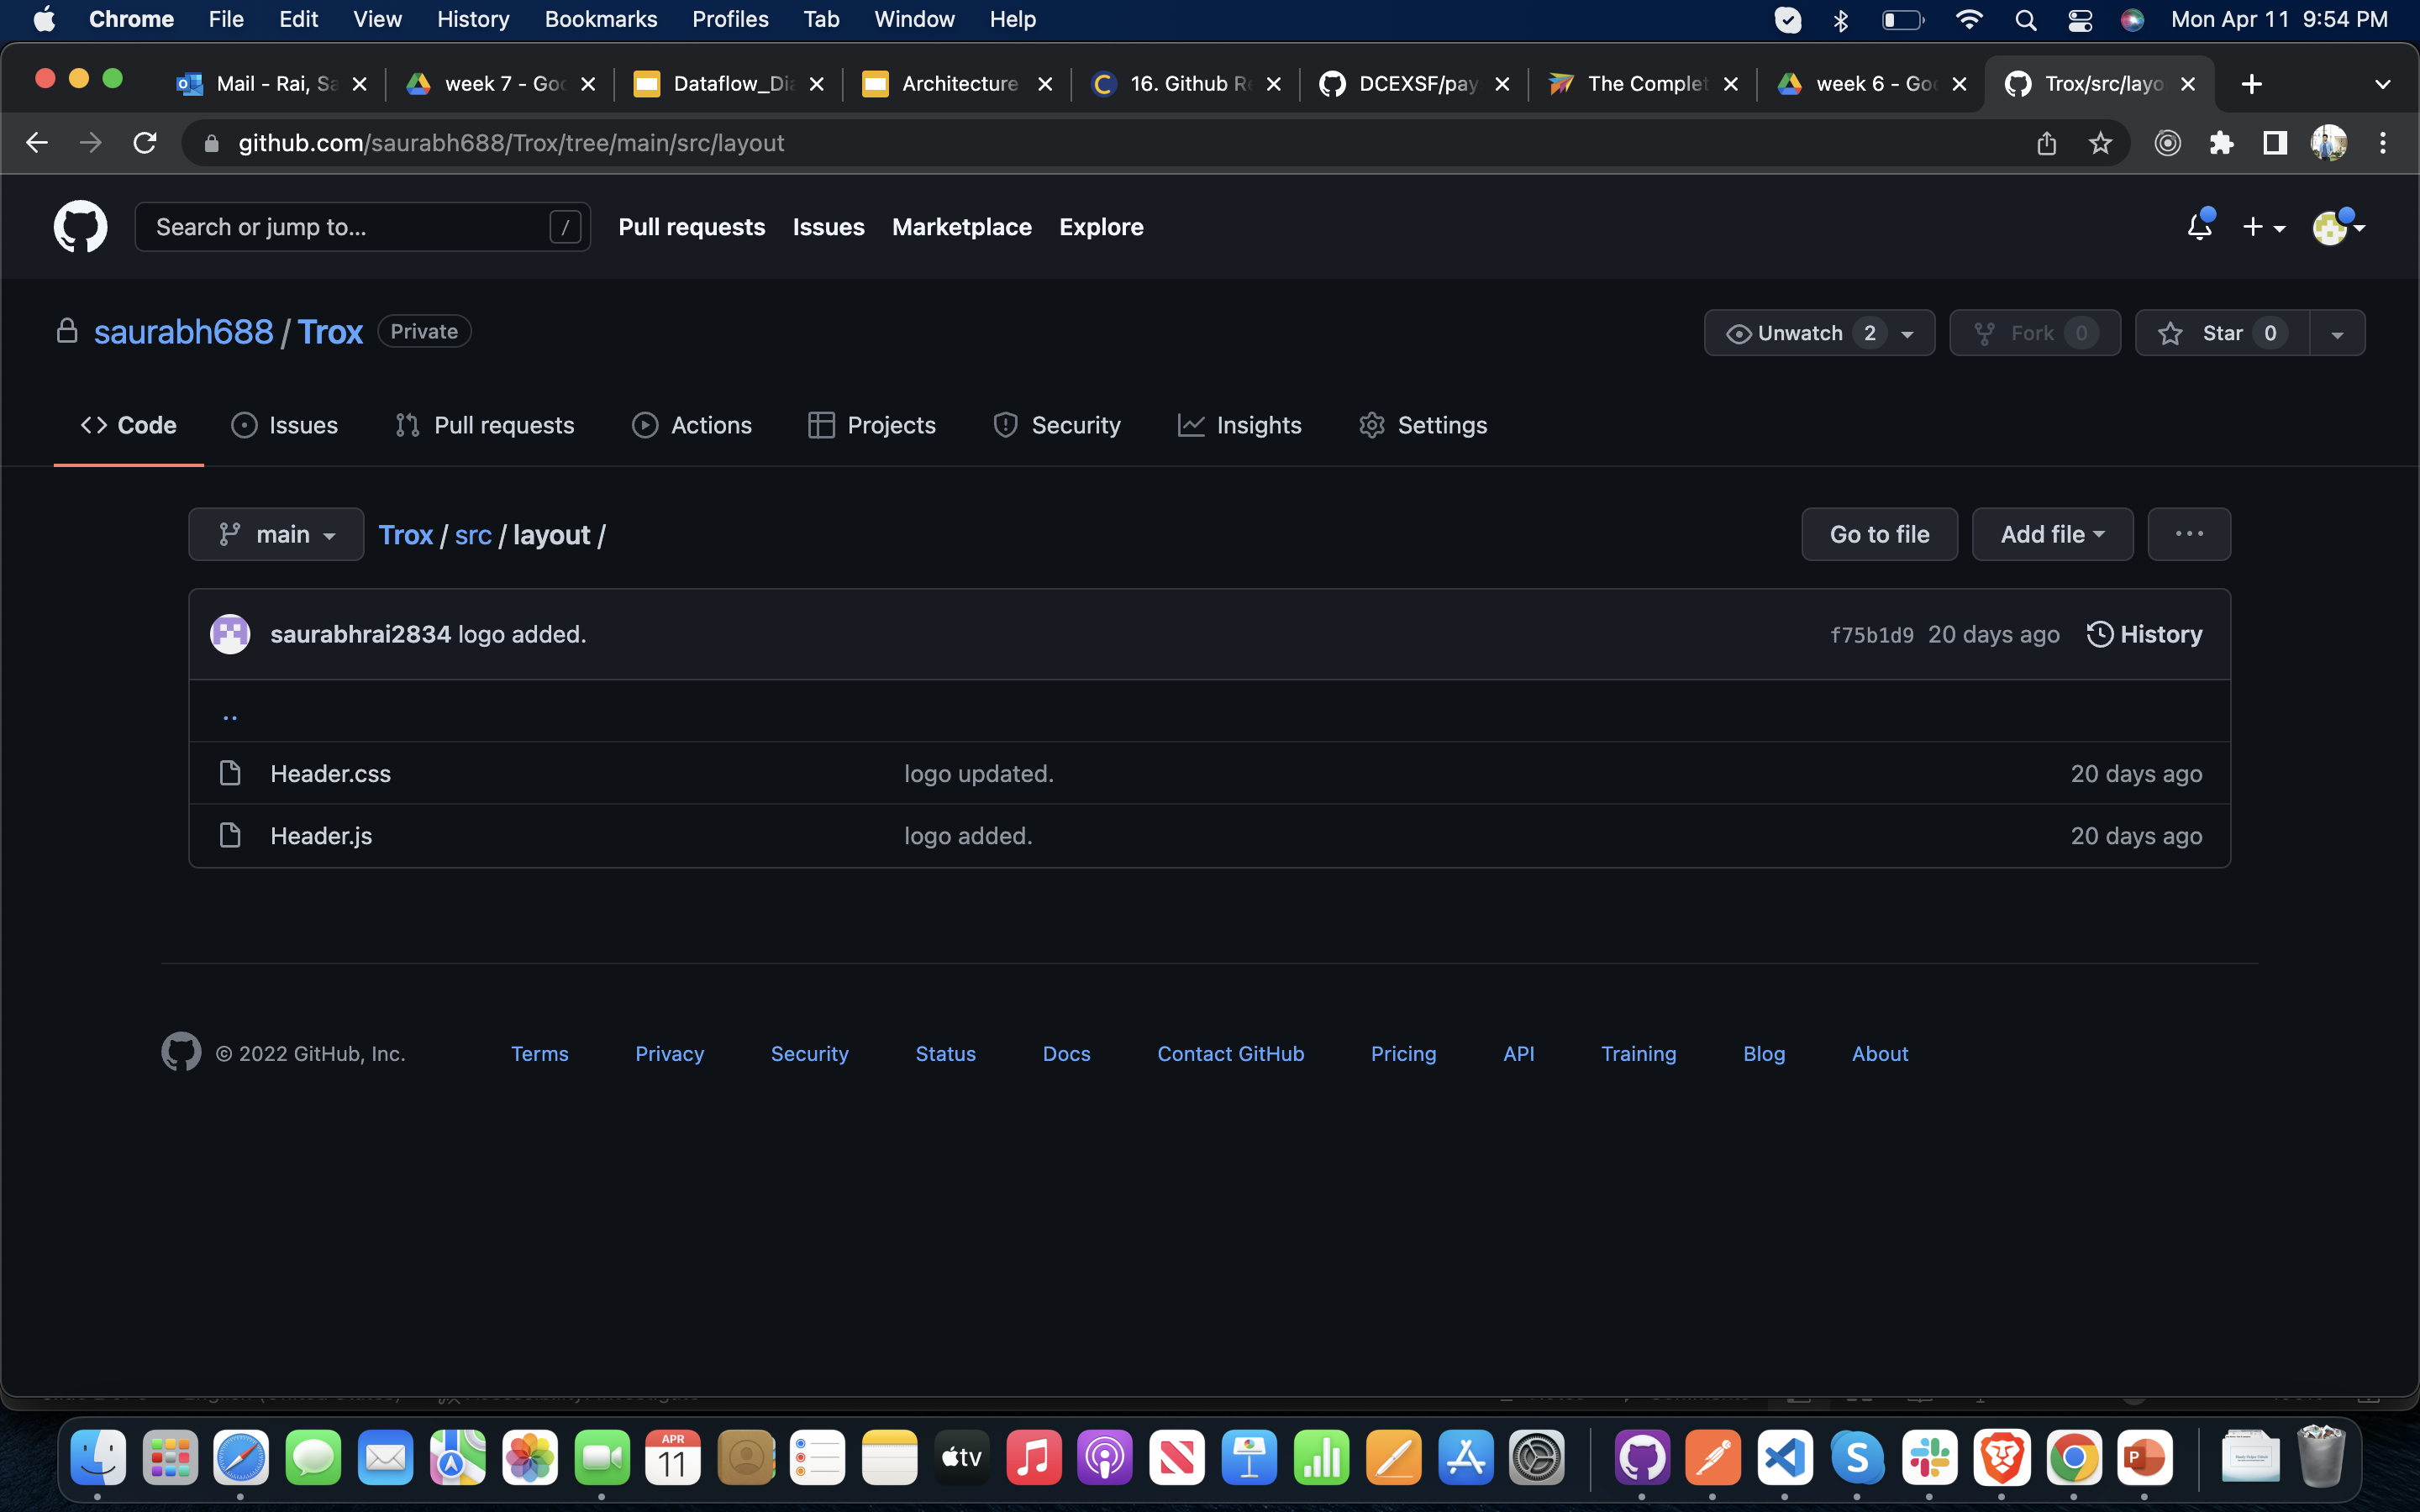 Chrome File Edit View History Bookmarks Profiles Tab Window Help Mon Apr 11 9:54 PM
Mail - Rai, Sa week 7 - Goo Dataflow_Dia Architecture 16. Github Re DCEXSF/pay The Complet week 6 - Goo Trox/src/layo
github.com/saurabh688/Trox/tree/main/src/layout
Search or jump to... / Pull requests Issues Marketplace Explore
saurabh688 / Trox Private Unwatch 2 Fork 0 Star 0
Code Issues Pull requests Actions Projects Security Insights Settings
main Trox / src / layout / Go to file Add file ...
saurabhrai2834 logo added. f75b1d9 20 days ago History
..
Header.css logo updated. 20 days ago
Header.js logo added. 20 days ago
© 2022 GitHub, Inc. Terms Privacy Security Status Docs Contact GitHub Pricing API Training Blog About
APR
11
tv
S
P